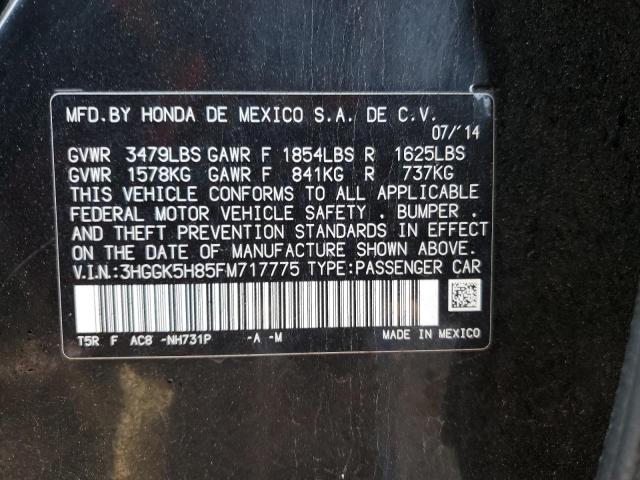 MFD.BY HONDA DE MEXICO S.A. DE C.V.
07/´14
GVWR 3479LBS GAWR F 1854LBS R 1625LBS
GVWR 1578KG GAWR F 841KG R 737KG
THIS VEHICLE CONFORMS TO ALL APPLICABLE
FEDERAL MOTOR VEHICLE SAFETY . BUMPER .
AND THEFT PREVENTION STANDARDS IN EFFECT
ON THE DATE OF MANUFACTURE SHOWN ABOVE.
V.I.N.:3HGGK5H85FM717775 TYPE:PASSENGER CAR
T5R F AC8 -NH731P -A -M MADE IN MEXICO